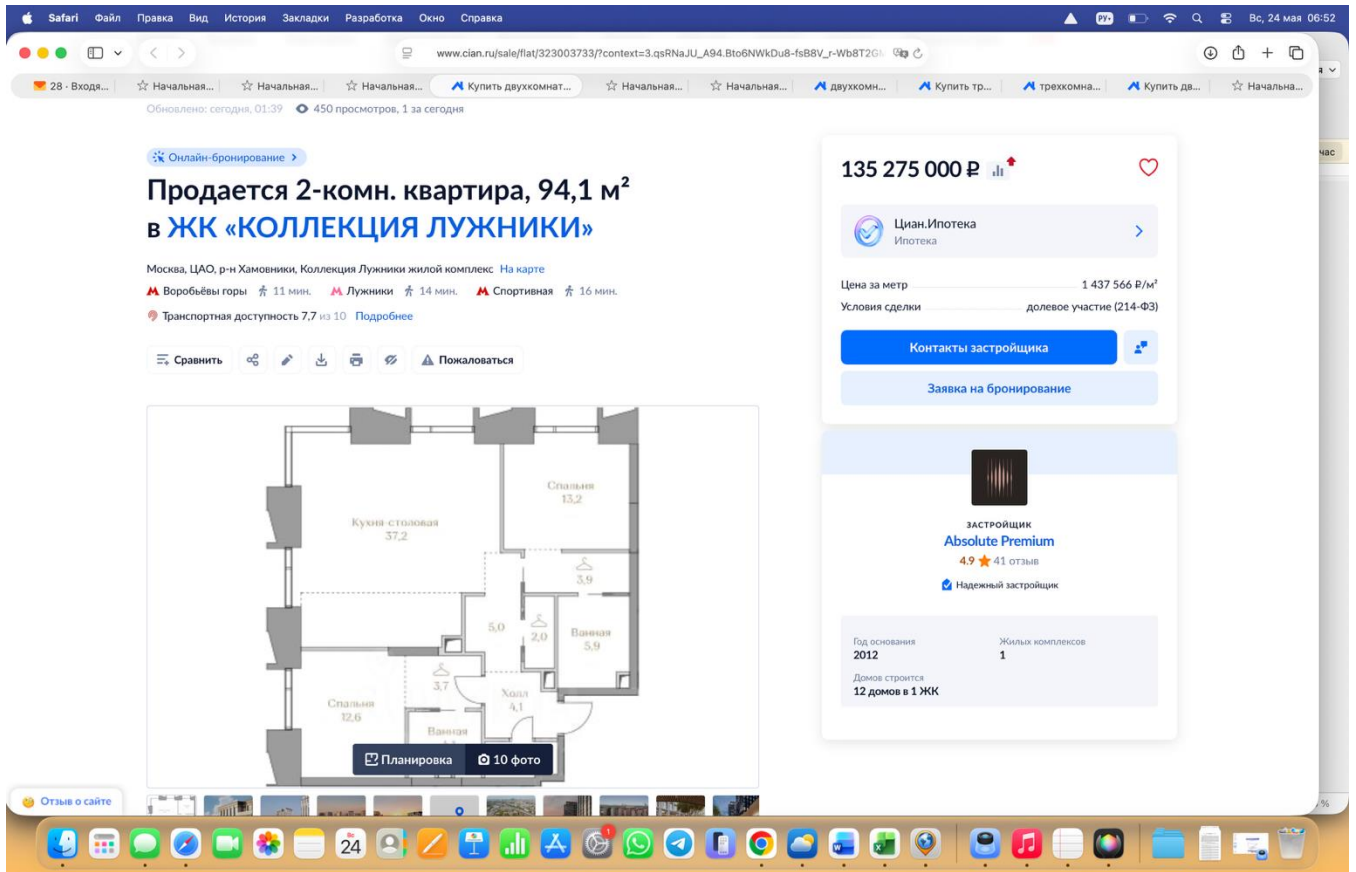 Safari Файл Правка Вид История Закладки Разработка Окно Справка
РУ Вс, 24 мая 06:52
www.cian.ru/sale/flat/323003733/?context=3.qsRNaJU_A94.Bto6NWkDu8-fsB8V_r-Wb8T2G
28 · Входя... Начальная... Начальная... Начальная... Купить двухкомнат... Начальная... Начальная... двухкомн... Купить тр... трехкомна... Купить дв... Начальна...
Обновлено: сегодня, 01:39 450 просмотров, 1 за сегодня
час
Онлайн-бронирование
Продается 2-комн. квартира, 94,1 м²
в ЖК «КОЛЛЕКЦИЯ ЛУЖНИКИ»
Москва, ЦАО, р-н Хамовники, Коллекция Лужники жилой комплекс На карте
Воробьёвы горы 11 мин. Лужники 14 мин. Спортивная 16 мин.
Транспортная доступность 7,7 из 10 Подробнее
Сравнить Пожаловаться
Спальня
13,2
Кухня-столовая
37,2
3,9
5,0
2,0
Ванная
5,9
3,7
Холл
4,1
Спальня
12,6
Ванная
Планировка 10 фото
135 275 000 ₽
Циан.Ипотека
Ипотека
Цена за метр 1 437 566 ₽/м²
Условия сделки долевое участие (214-ФЗ)
Контакты застройщика
Заявка на бронирование
ЗАСТРОЙЩИК
Absolute Premium
4.9 41 отзыв
Надежный застройщик
Год основания
2012
Жилых комплексов
1
Домов строится
12 домов в 1 ЖК
Отзыв о сайте
%
24
1